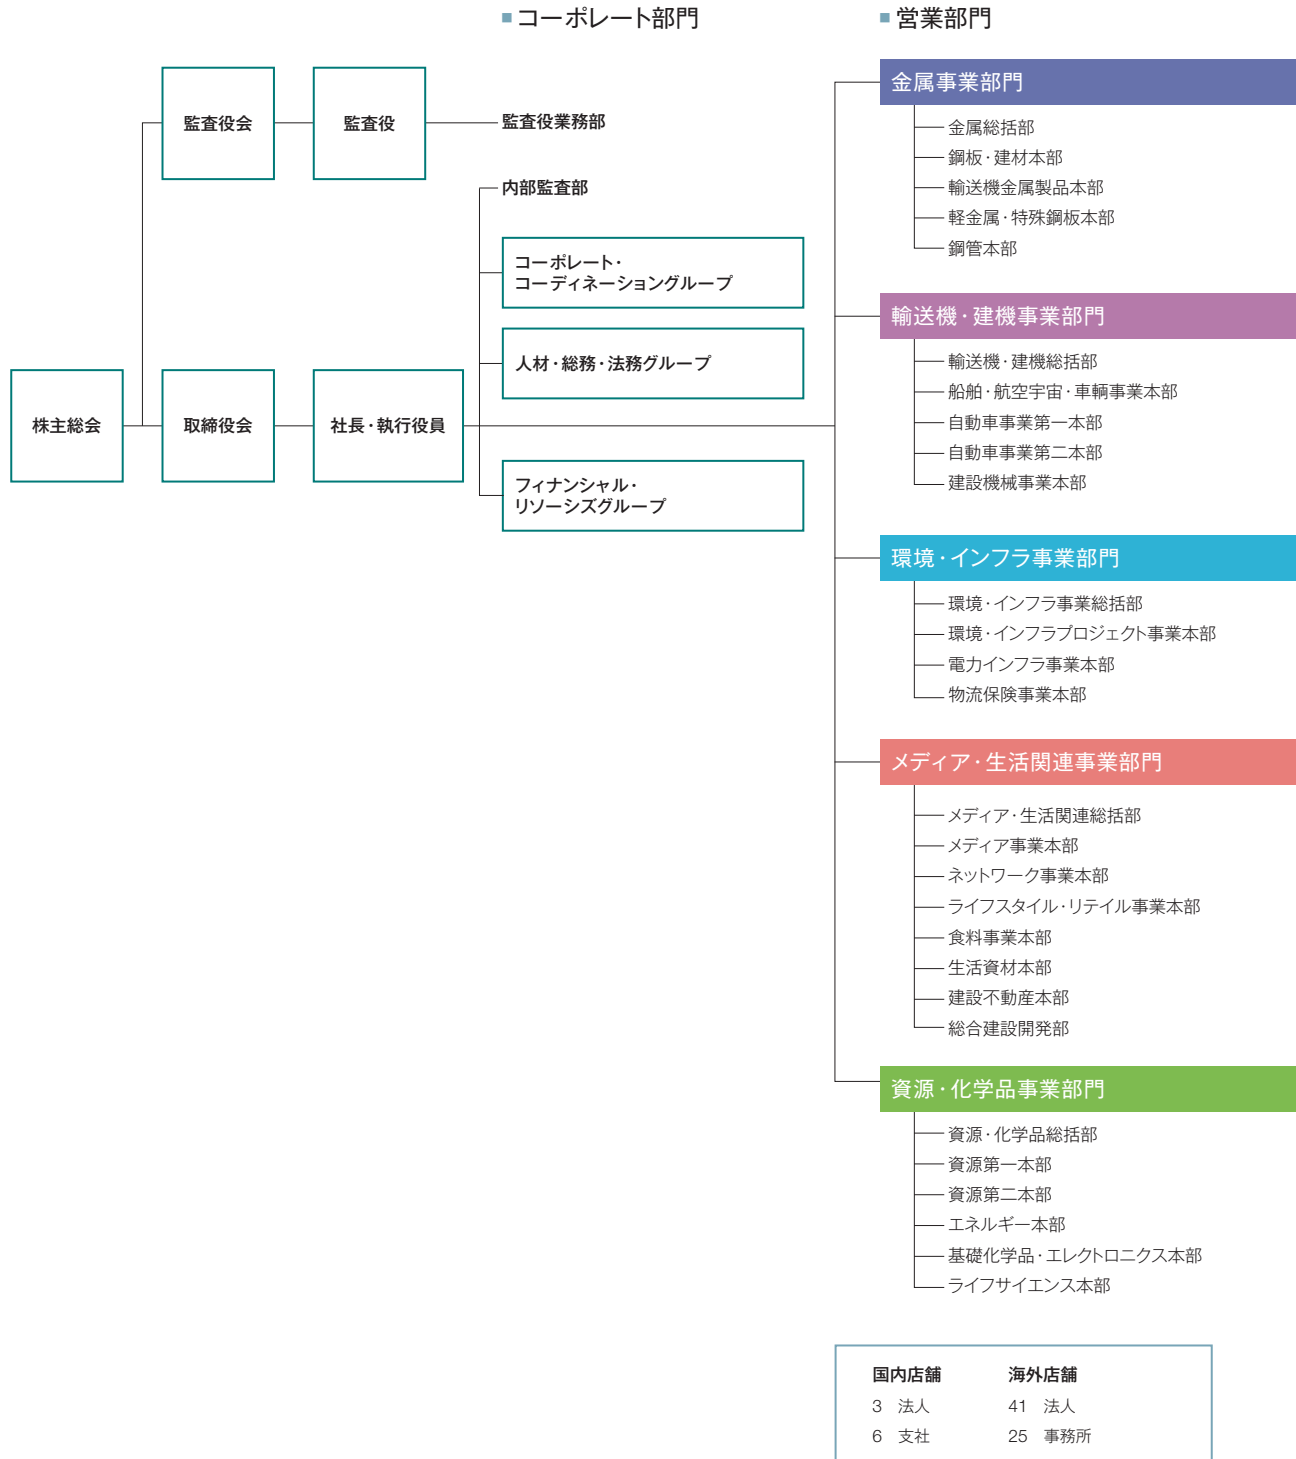 コーポレート部門
営業部門
監査役会
監査役
監査役業務部
内部監査部
コーポレート・
コーディネーショングループ
人材・総務・法務グループ
株主総会
取締役会
社長・執行役員
フィナンシャル・
リソーシズグループ
金属事業部門
金属総括部
鋼板・建材本部
輸送機金属製品本部
軽金属・特殊鋼板本部
鋼管本部
輸送機・建機事業部門
輸送機・建機総括部
船舶・航空宇宙・車輌事業本部
自動車事業第一本部
自動車事業第二本部
建設機械事業本部
環境・インフラ事業部門
環境・インフラ事業総括部
環境・インフラプロジェクト事業本部
電力インフラ事業本部
物流保険事業本部
メディア・生活関連事業部門
メディア・生活関連総括部
メディア事業本部
ネットワーク事業本部
ライフスタイル・リテイル事業本部
食料事業本部
生活資材本部
建設不動産本部
総合建設開発部
資源・化学品事業部門
資源・化学品総括部
資源第一本部
資源第二本部
エネルギー本部
基礎化学品・エレクトロニクス本部
ライフサイエンス本部
国内店舗 海外店舗
3 法人 41 法人
6 支社 25 事務所